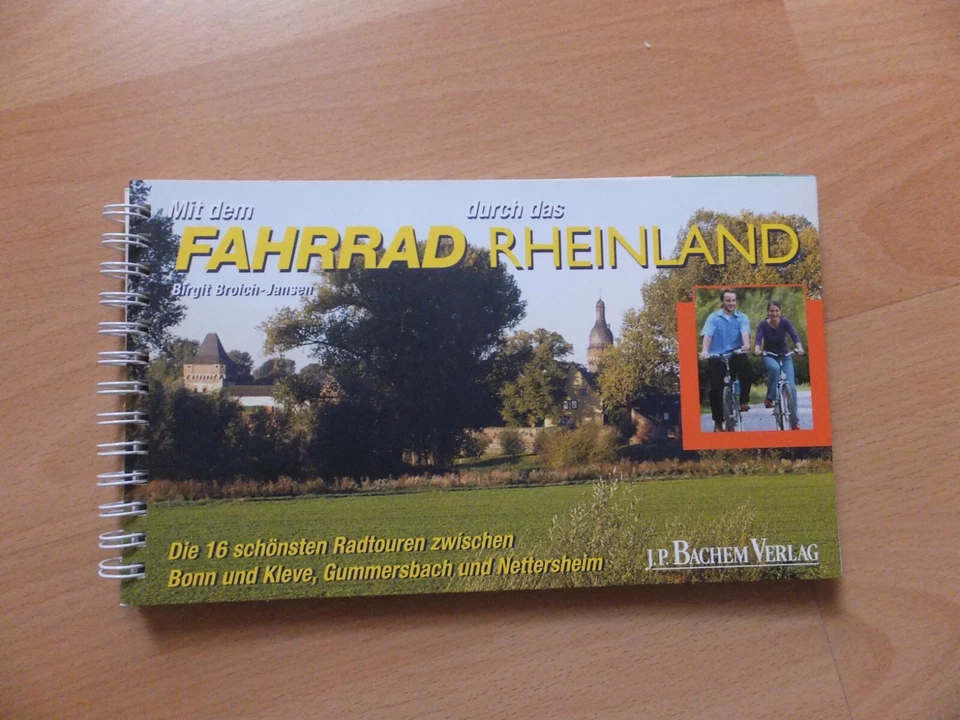 Mit dem durch das
FAHRRAD RHEINLAND
Birgit Broich-Jansen
Die 16 schönsten Radtouren zwischen
Bonn und Kleve, Gummersbach und Nettersheim
J.P. BACHEM VERLAG